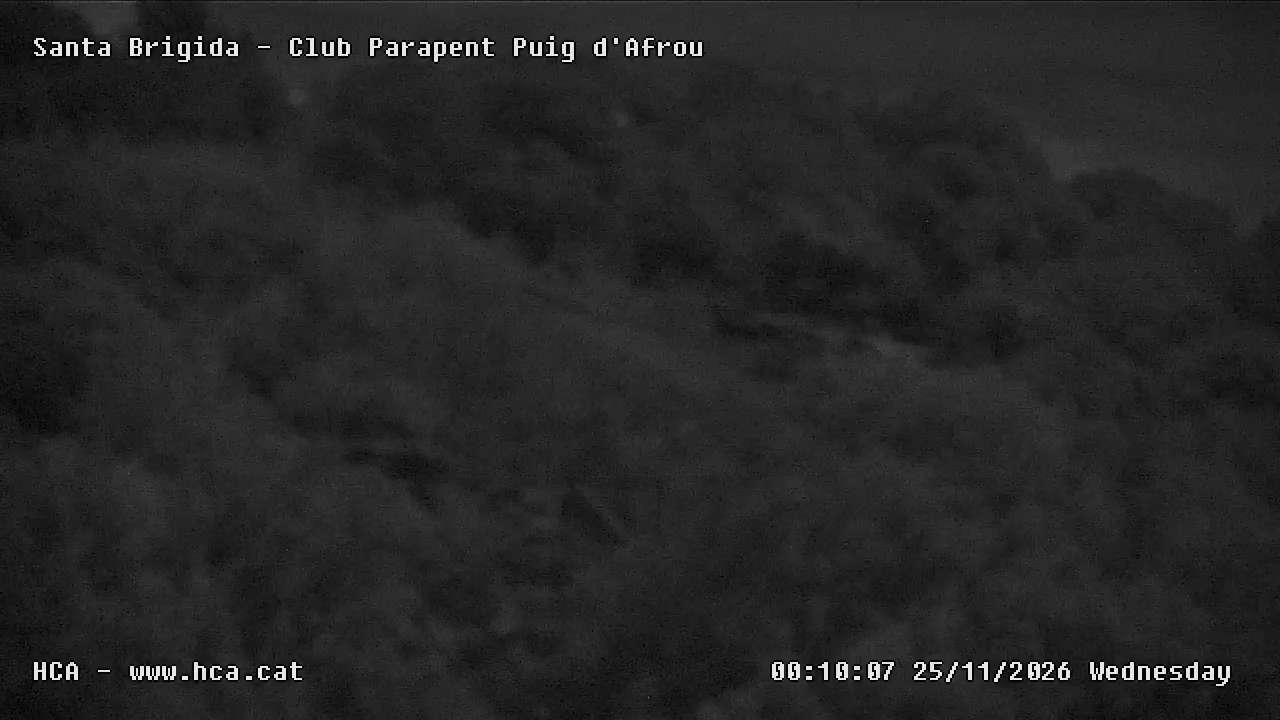 Santa Brigida - Club Parapent Puig d'Afrou
HCA - www.hca.cat
00:10:07 25/11/2026 Wednesday